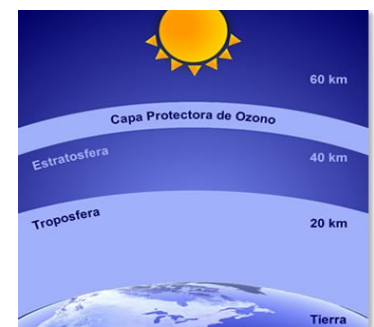 60 km
Capa Protectora de Ozono
Estratosfera
40 km
Troposfera
20 km
Tierra